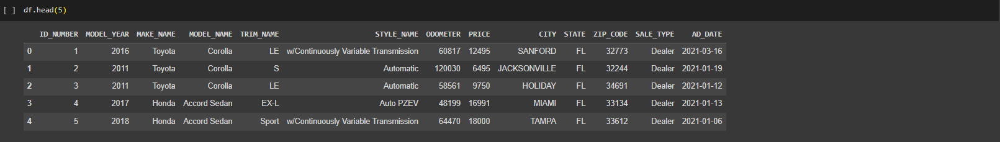 [ ] df.head(5)
ID_NUMBER MODEL_YEAR MAKE_NAME MODEL_NAME TRIM_NAME STYLE_NAME ODOMETER PRICE CITY STATE ZIP_CODE SALE_TYPE AD_DATE
0 1 2016 Toyota Corolla LE w/Continuously Variable Transmission 60817 12495 SANFORD FL 32773 Dealer 2021-03-16
1 2 2011 Toyota Corolla S Automatic 120030 6495 JACKSONVILLE FL 32244 Dealer 2021-01-19
2 3 2011 Toyota Corolla LE Automatic 58561 9750 HOLIDAY FL 34691 Dealer 2021-01-12
3 4 2017 Honda Accord Sedan EX-L Auto PZEV 48199 16991 MIAMI FL 33134 Dealer 2021-01-13
4 5 2018 Honda Accord Sedan Sport w/Continuously Variable Transmission 64470 18000 TAMPA FL 33612 Dealer 2021-01-06